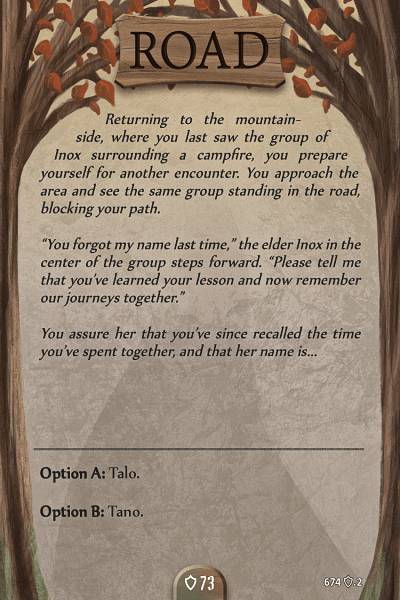 ROAD
Returning to the mountain-
side, where you last saw the group of
Inox surrounding a campfire, you prepare
yourself for another encounter. You approach the
area and see the same group standing in the road,
blocking your path.
“You forgot my name last time,” the elder Inox in the
center of the group steps forward. “Please tell me
that you’ve learned your lesson and now remember
our journeys together.”
You assure her that you’ve since recalled the time
you’ve spent together, and that her name is...
Option A: Talo.
Option B: Tano.
73
674 :2